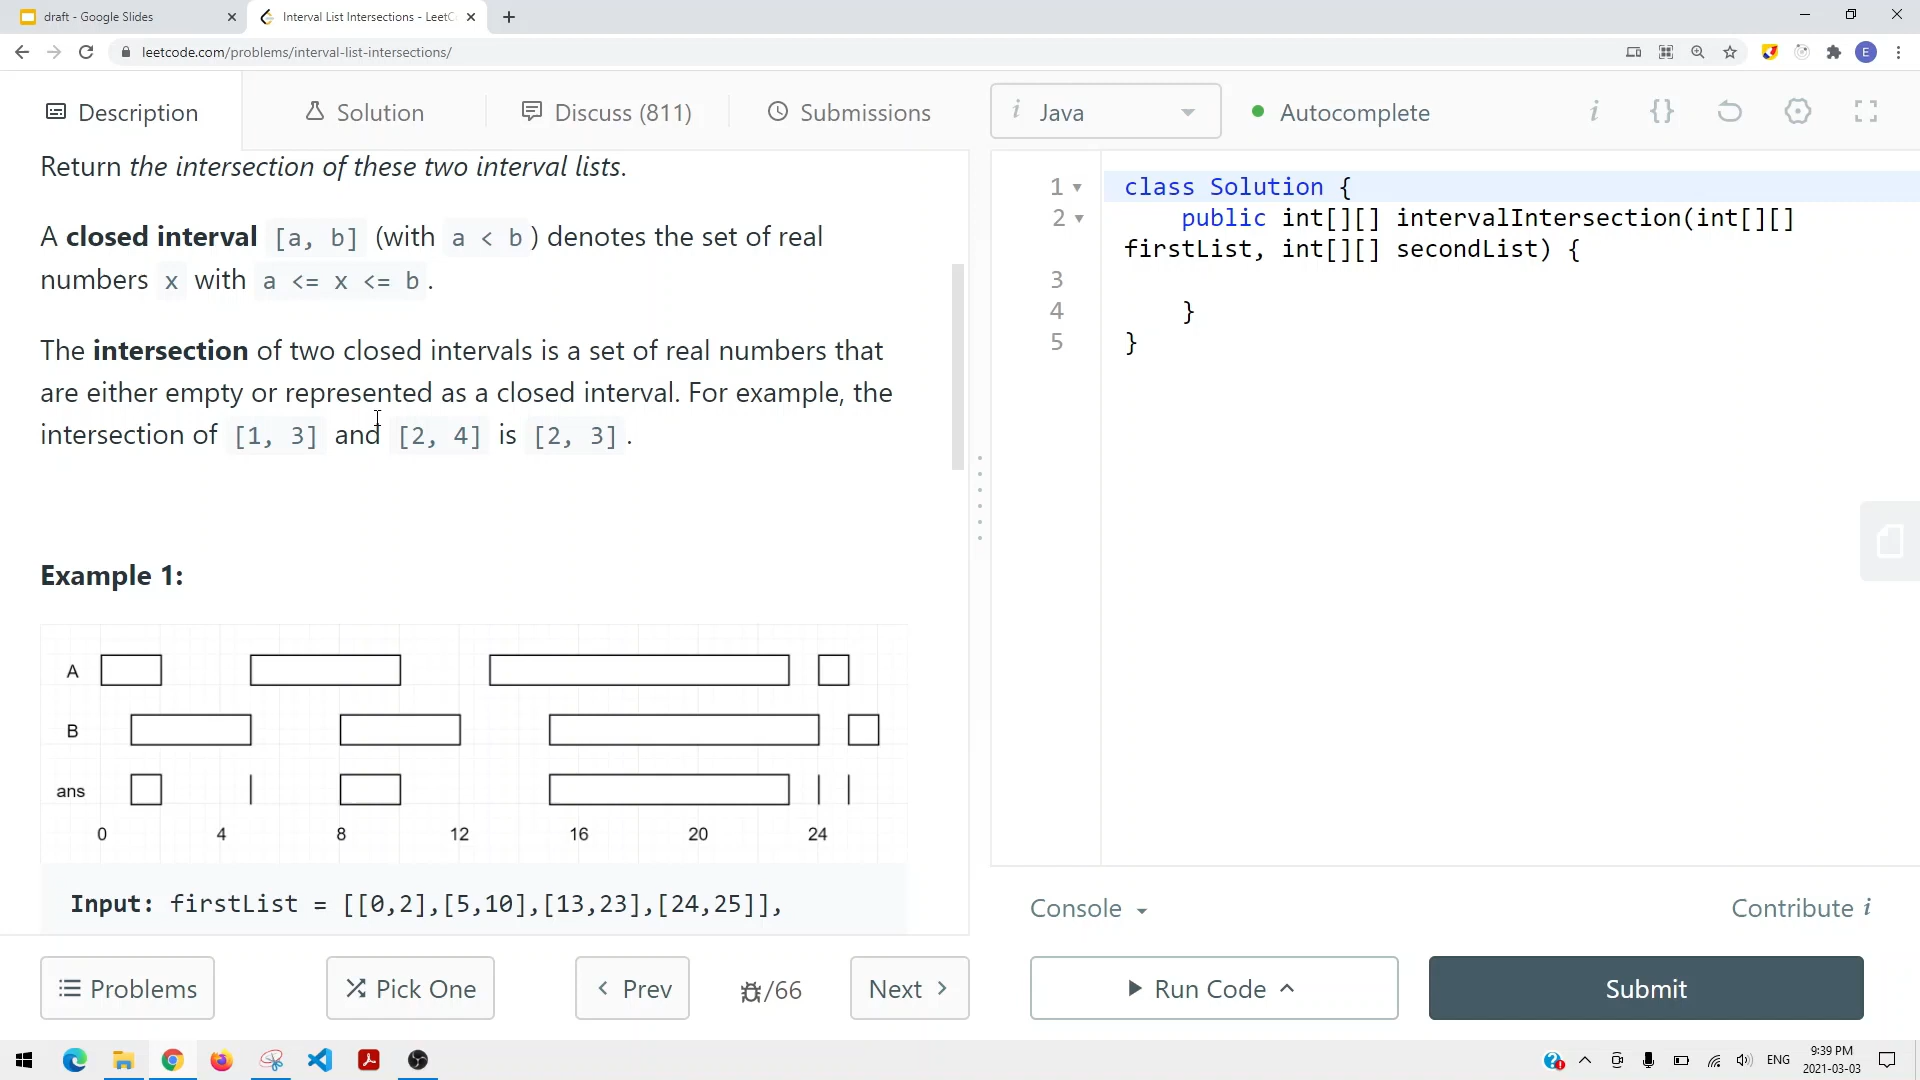 draft - Google Slides
Interval List Intersections - LeetC
leetcode.com/problems/interval-list-intersections/
E
Description
Solution
Discuss (811)
Submissions
i Java
Autocomplete
i {}
Return the intersection of these two interval lists.
A closed interval [a, b] (with a < b) denotes the set of real
numbers x with a <= x <= b.
The intersection of two closed intervals is a set of real numbers that
are either empty or represented as a closed interval. For example, the
intersection of [1, 3] and [2, 4] is [2, 3].
Example 1:
A
B
ans
0 4 8 12 16 20 24
Input: firstList = [[0,2],[5,10],[13,23],[24,25]],
1 class Solution {
2 public int[][] intervalIntersection(int[][]
firstList, int[][] secondList) {
3
4 }
5 }
Console
Contribute i
Problems
Pick One
Prev
/66
Next
Run Code
Submit
ENG
9:39 PM
2021-03-03